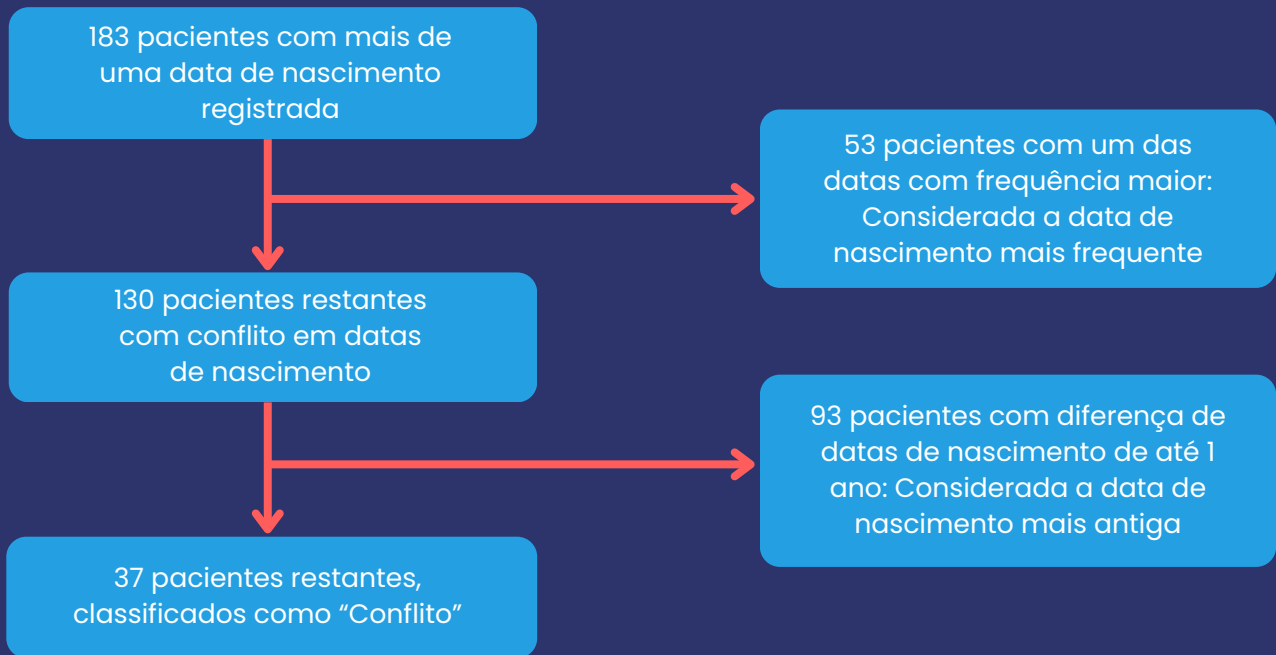 183 pacientes com mais de
uma data de nascimento
registrada
53 pacientes com um das
datas com frequência maior:
Considerada a data de
nascimento mais frequente
130 pacientes restantes
com conflito em datas
de nascimento
93 pacientes com diferença de
datas de nascimento de até 1
ano: Considerada a data de
nascimento mais antiga
37 pacientes restantes,
classificados como “Conflito”